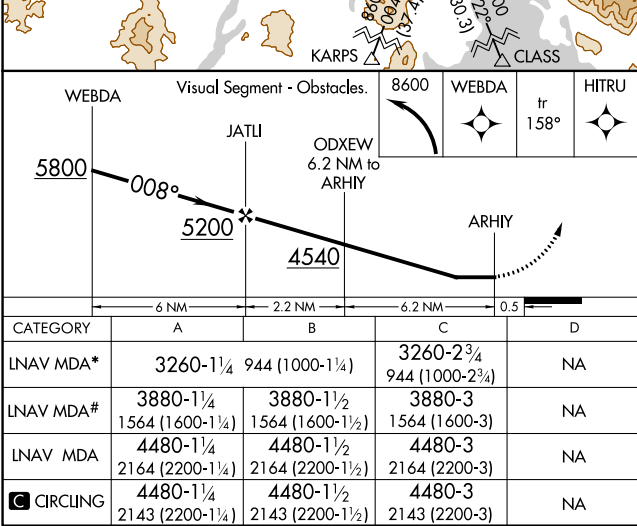 KARPS
CLASS
Visual Segment - Obstacles.
8600
WEBDA
tr
158°
HITRU
WEBDA
JATLI
ODXEW
6.2 NM to
ARHIY
ARHIY
5800
008°
5200
4540
6 NM
2.2 NM
6.2 NM
0.5
CATEGORY A B C D
LNAV MDA* 3260-1¼ 944 (1000-1¼) 3260-2¾ NA
944 (1000-2¾)
LNAV MDA# 3880-1¼ 3880-1½ 3880-3 NA
1564 (1600-1¼) 1564 (1600-1½) 1564 (1600-3)
LNAV MDA 4480-1¼ 4480-1½ 4480-3 NA
2164 (2200-1¼) 2164 (2200-1½) 2164 (2200-3)
C CIRCLING 4480-1¼ 4480-1½ 4480-3 NA
2143 (2200-1¼) 2143 (2200-1½) 2143 (2200-3)